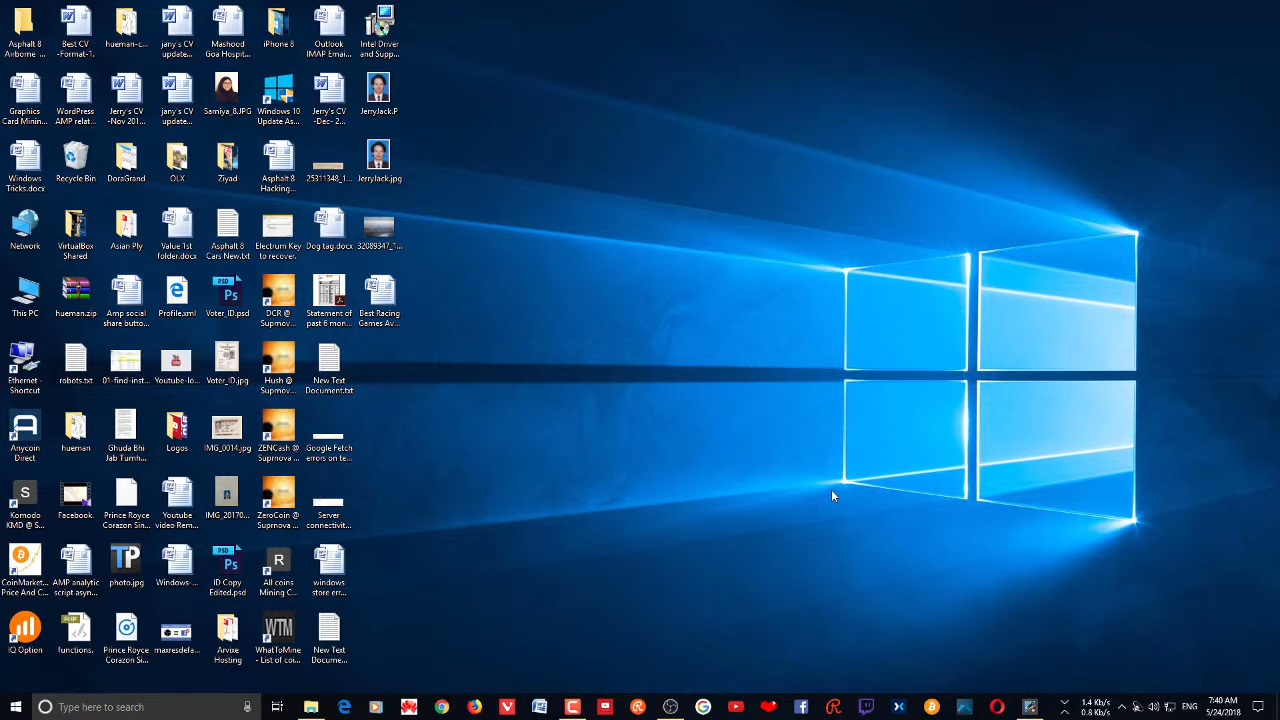 Asphalt 8
Airborne -...
Best CV
-Format-1.
hueman-c...
jany's CV
update...
Mashood
Goa Hospit...
iPhone 8
Outlook
IMAP Emai...
Intel Driver
and Supp...
Graphics
Card Minin...
WordPress
AMP relat...
Jerry's CV
-Nov 201...
jany's CV
update...
Samiya_8.JPG
Windows 10
Update As...
Jerry's CV
-Dec- 2...
JerryJack.P
Windows
Tricks.docx
Recycle Bin
DoraGrand
OLX
Ziyad
Asphalt 8
Hacking...
25311348_1...
JerryJack.jpg
Network
VirtualBox
Shared
Asian Ply
Value 1st
folder.docx
Asphalt 8
Cars New.txt
Electrum Key
to recover.
Dog tag.docx
32089347_1...
This PC
hueman.zip
Amp social
share butto...
Profile.xml
Voter_ID.psd
DCR @
Suprnov...
Statement of
past 6 mon...
Best Racing
Games Av...
Ethernet -
Shortcut
robots.txt
01-find-inst...
Youtube-lo...
Voter_ID.jpg
Hush @
Suprnov...
New Text
Document.txt
Anycoin
Direct
hueman
Ghuda Bhi
Jab Tumh...
Logos
IMG_0014.jpg
ZENCash @
Suprnova ...
Google Fetch
errors on te...
Komodo
KMD @ S...
Facebook.
Prince Royce
Corazon Sin...
Youtube
video Rem...
IMG_20170...
ZeroCoin @
Suprnova ...
Server
connectivit...
CoinMarket...
Price And C...
AMP analytic
script asyn...
photo.jpg
Windows-...
ID Copy
Edited.psd
All coins
Mining C...
windows
store err...
IQ Option
functions.
Prince Royce
Corazon Si...
maxresdefa...
Arvixe
Hosting
WhatToMine
- List of coi...
New Text
Docume...
Type here to search
1.4 Kb/s
0.8 Kb/s
ENG
7:40 AM
5/24/2018